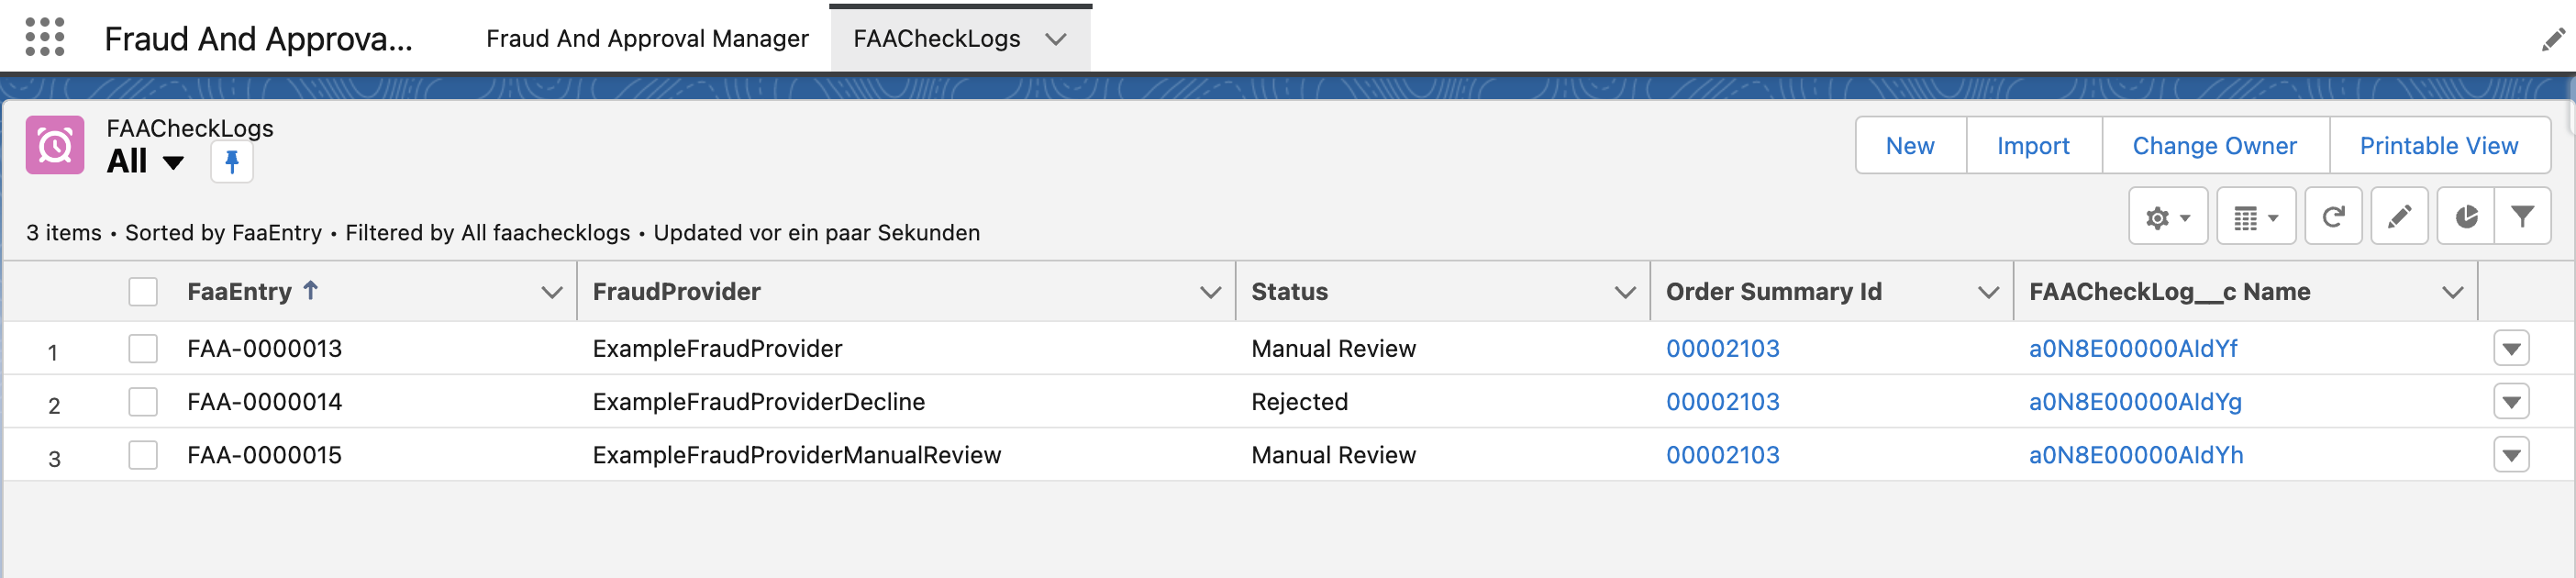 Fraud And Approva... Fraud And Approval Manager FAACheckLogs
FAACheckLogs
All
New Import Change Owner Printable View
3 items • Sorted by FaaEntry • Filtered by All faachecklogs • Updated vor ein paar Sekunden
FaaEntry ↑ FraudProvider Status Order Summary Id FAACheckLog__c Name
1 FAA-0000013 ExampleFraudProvider Manual Review 00002103 a0N8E00000AIdYf
2 FAA-0000014 ExampleFraudProviderDecline Rejected 00002103 a0N8E00000AIdYg
3 FAA-0000015 ExampleFraudProviderManualReview Manual Review 00002103 a0N8E00000AIdYh